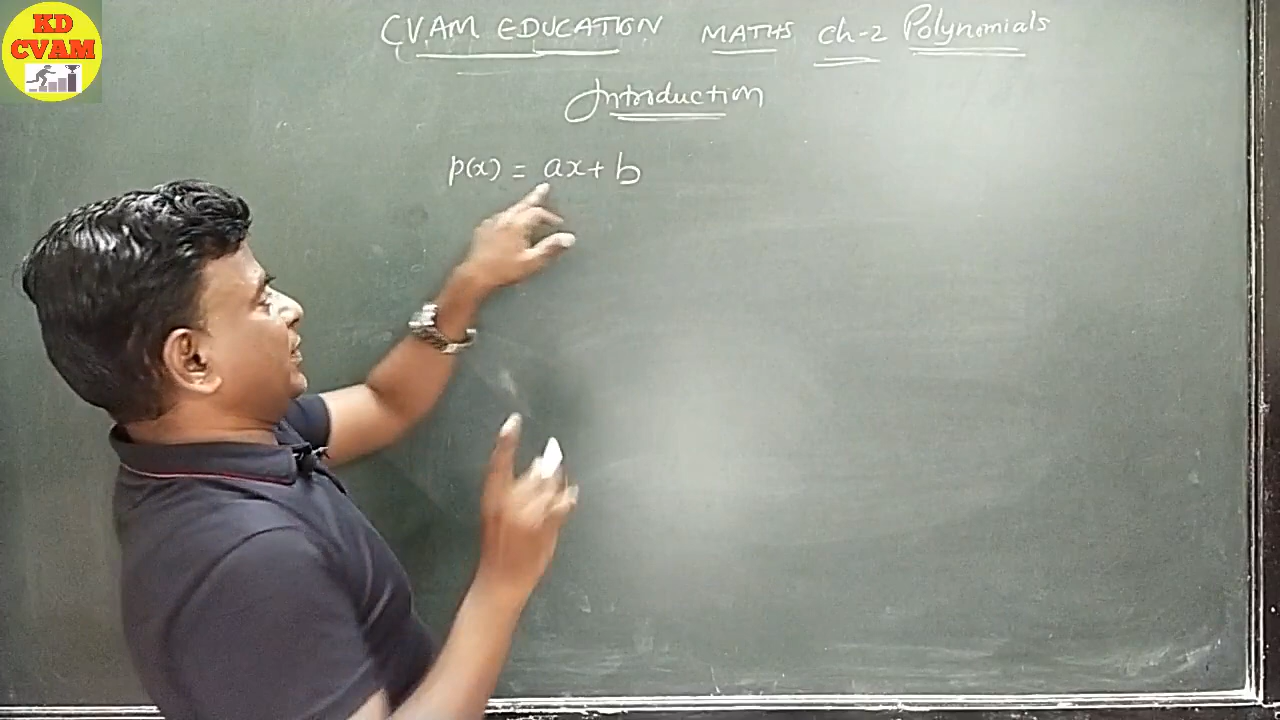 KD
CVAM
CVAM EDUCATION MATHS Ch-2 Polynomials
Introduction
p(x) = ax + b